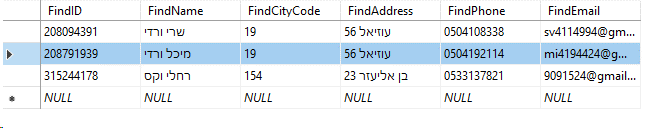 FindID FindName FindCityCode FindAddress FindPhone FindEmail
208094391 שרי ורדי 19 עוזיאל 56 0504108338 sv4114994@gm...
208791939 מיכל ורדי 19 עוזיאל 56 0504192114 mi4194424@g...
315244178 רחלי וקס 154 בן אליעזר 23 0533137821 9091524@gmail...
NULL NULL NULL NULL NULL NULL